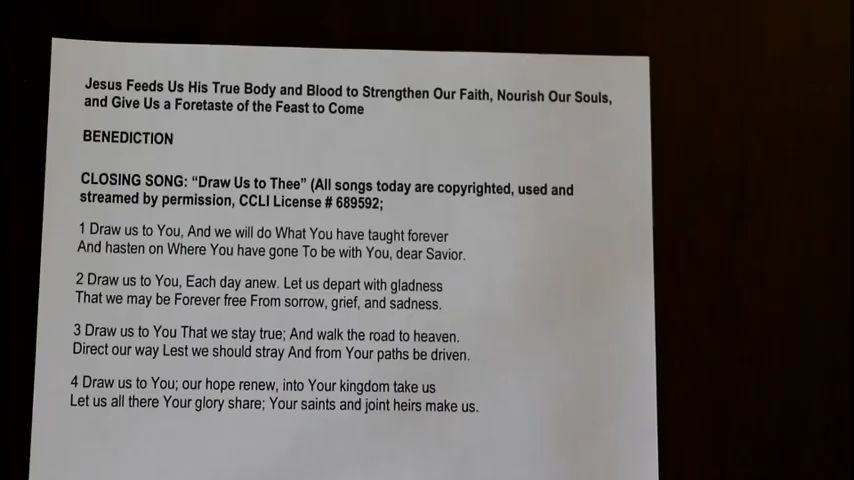 Jesus Feeds Us His True Body and Blood to Strengthen Our Faith, Nourish Our Souls,
and Give Us a Foretaste of the Feast to Come
BENEDICTION
CLOSING SONG: “Draw Us to Thee” (All songs today are copyrighted, used and
streamed by permission, CCLI License # 689592;
1 Draw us to You, And we will do What You have taught forever
And hasten on Where You have gone To be with You, dear Savior.
2 Draw us to You, Each day anew. Let us depart with gladness
That we may be Forever free From sorrow, grief, and sadness.
3 Draw us to You That we stay true; And walk the road to heaven.
Direct our way Lest we should stray And from Your paths be driven.
4 Draw us to You; our hope renew, into Your kingdom take us
Let us all there Your glory share; Your saints and joint heirs make us.